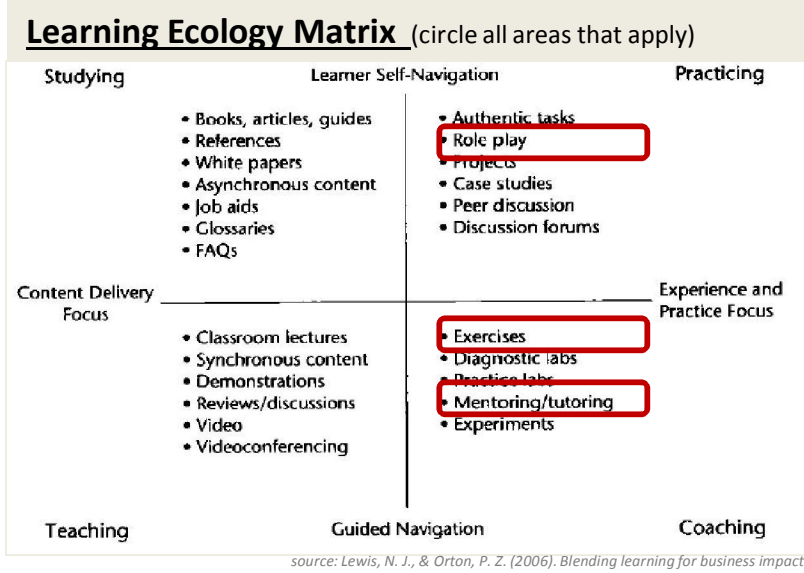 Learning Ecology Matrix (circle all areas that apply)
Studying
Learner Self-Navigation
Practicing
• Books, articles, guides
• References
• White papers
• Asynchronous content
• Job aids
• Glossaries
• FAQs
• Authentic tasks
• Role play
• Projects
• Case studies
• Peer discussion
• Discussion forums
Content Delivery
Focus
Experience and
Practice Focus
• Classroom lectures
• Synchronous content
• Demonstrations
• Reviews/discussions
• Video
• Videoconferencing
• Exercises
• Diagnostic labs
• Practice labs
• Mentoring/tutoring
• Experiments
Teaching
Guided Navigation
Coaching
source: Lewis, N. J., & Orton, P. Z. (2006). Blending learning for business impact